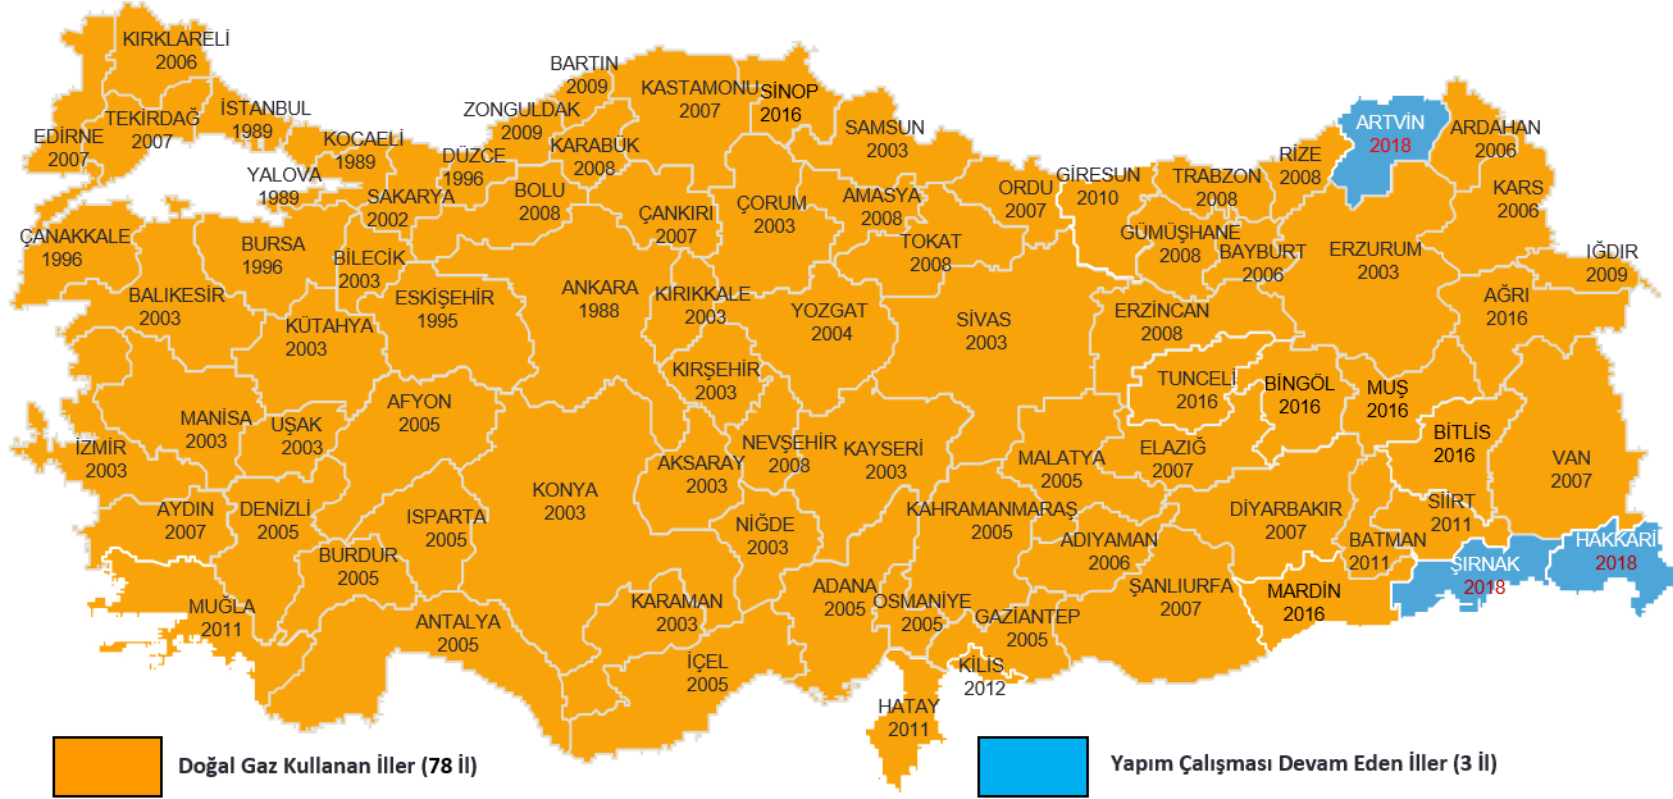 KIRKLARELİ
2006
EDİRNE
2007
TEKİRDAĞ
2007
İSTANBUL
1989
KOCAELİ
1989
YALOVA
1989
SAKARYA
2002
DÜZCE
1996
ZONGULDAK
2009
BARTIN
2009
KARABÜK
2008
BOLU
2008
KASTAMONU
2007
SİNOP
2016
SAMSUN
2003
ÇANKIRI
2007
ÇORUM
2003
AMASYA
2008
TOKAT
2008
ORDU
2007
GİRESUN
2010
TRABZON
2008
RİZE
2008
ARTVİN
2018
ARDAHAN
2006
KARS
2006
IĞDIR
2009
GÜMÜŞHANE
2008
BAYBURT
2006
ERZURUM
2003
AĞRI
2016
ÇANAKKALE
1996
BURSA
1996
BİLECİK
2003
BALIKESİR
2003
KÜTAHYA
2003
ESKİŞEHİR
1995
ANKARA
1988
KIRIKKALE
2003
YOZGAT
2004
SİVAS
2003
ERZİNCAN
2008
KIRŞEHİR
2003
TUNCELİ
2016
BİNGÖL
2016
MUŞ
2016
BİTLİS
2016
VAN
2007
MANİSA
2003
UŞAK
2003
AFYON
2005
İZMİR
2003
NEVŞEHİR
2008
KAYSERİ
2003
AKSARAY
2003
MALATYA
2005
ELAZIĞ
2007
KONYA
2003
AYDIN
2007
DENİZLİ
2005
ISPARTA
2005
BURDUR
2005
NİĞDE
2003
KAHRAMANMARAŞ
2005
ADIYAMAN
2006
DİYARBAKIR
2007
BATMAN
2011
SİİRT
2011
ŞIRNAK
2018
HAKKARİ
2018
MARDİN
2016
ŞANLIURFA
2007
MUĞLA
2011
ANTALYA
2005
KARAMAN
2003
İÇEL
2005
ADANA
2005
OSMANİYE
2005
GAZİANTEP
2005
KİLİS
2012
HATAY
2011
Doğal Gaz Kullanan İller (78 İl)
Yapım Çalışması Devam Eden İller (3 İl)